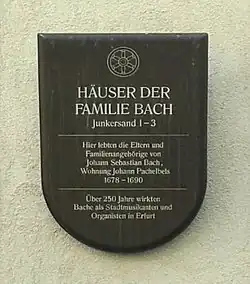 HÄUSER DER
FAMILIE BACH
Junkersand 1-3
Hier lebten die Eltern und
Familienangehörige von
Johann Sebastian Bach,
Wohnung Johann Pachelbels
1678-1690
Über 250 Jahre wirkten
Bache als Stadtmusikanten und
Organisten in Erfurt